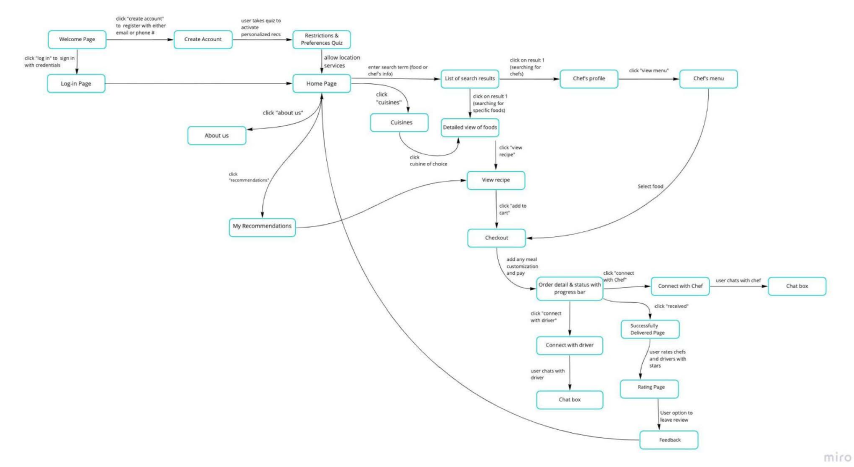 click "create account"
to register with either
email or phone #
user takes quiz to
activate
personalized recs
Welcome Page
Create Account
Restrictions &
Preferences Quiz
click "log in" to sign in
with credentials
allow location
services
enter search term (food or
chef's info)
click on result 1
(searching for
chefs)
click "view menu"
Log-in Page
Home Page
List of search results
Chef's profile
Chef's menu
click
"cuisines"
click on result 1
(searching for
specific foods)
click "about us"
About us
Cuisines
Detailed view of foods
click
cuisine of choice
click "view
recipe"
click
"recommendations"
View recipe
Select food
My Recommendations
click "add to
cart"
Checkout
add any meal
customization
and pay
click "connect
with Chef"
user chats with chef
Order detail & status with
progress bar
Connect with Chef
Chat box
click "connect
with driver"
click "received"
Successfully
Delivered Page
Connect with driver
user rates chefs
and drivers with
stars
user chats with
driver
Rating Page
Chat box
User option to
leave review
Feedback
miro